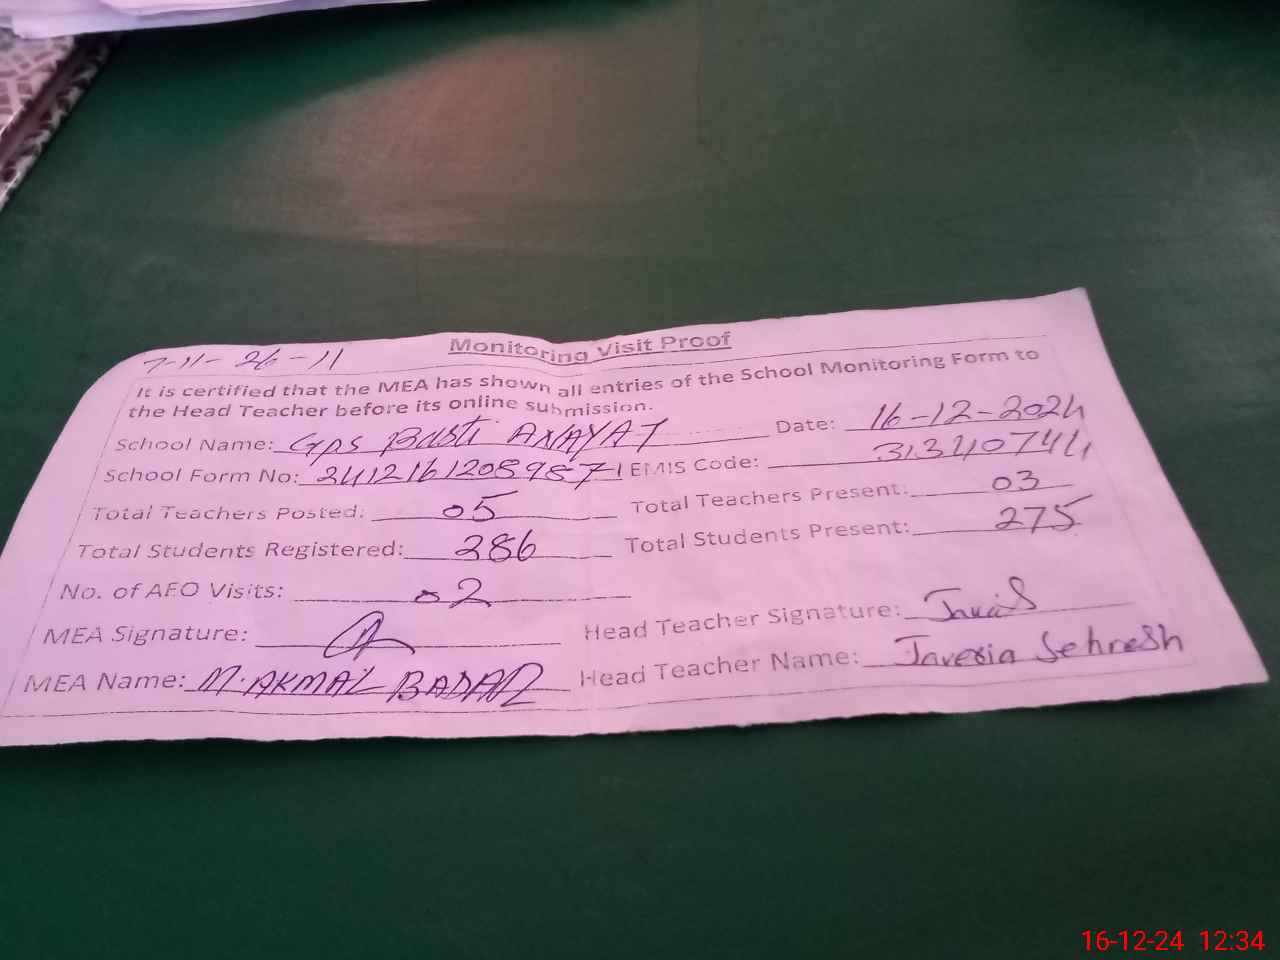 Monitoring Visit Proof
7-11- 26-11
It is certified that the MEA has shown all entries of the School Monitoring Form to
the Head Teacher before its online submission.
School Name: GPS Basti ANAYAT Date: 16-12-2024
School Form No: 241216120898571 EMIS Code: 31340744
Total Teachers Posted: 05 Total Teachers Present: 03
Total Students Registered: 286 Total Students Present: 275
No. of AEO Visits: 02
MEA Signature: Head Teacher Signature:
MEA Name: M. AKMAL Head Teacher Name: Javeria Sehresh
16-12-24 12:34